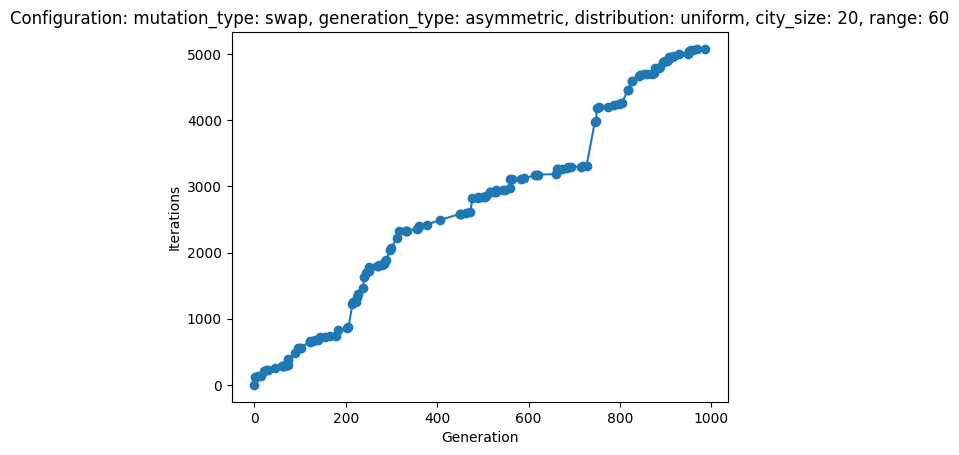 Configuration: mutation_type: swap, generation_type: asymmetric, distribution: uniform, city_size: 20, range: 60
5000
4000
3000
2000
1000
0
Iterations
0 200 400 600 800 1000
Generation